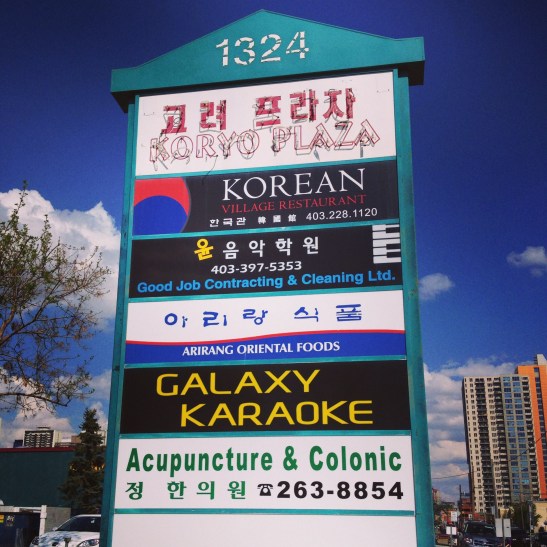 1324
고려 프라자
KORYO PLAZA
KOREAN
VILLAGE RESTAURANT
한국관 韓國館 403.228.1120
윤 음악학원
403-397-5353
Good Job Contracting & Cleaning Ltd.
아리랑 식품
ARIRANG ORIENTAL FOODS
GALAXY
KARAOKE
Acupuncture & Colonic
정 한의원 ☎263-8854